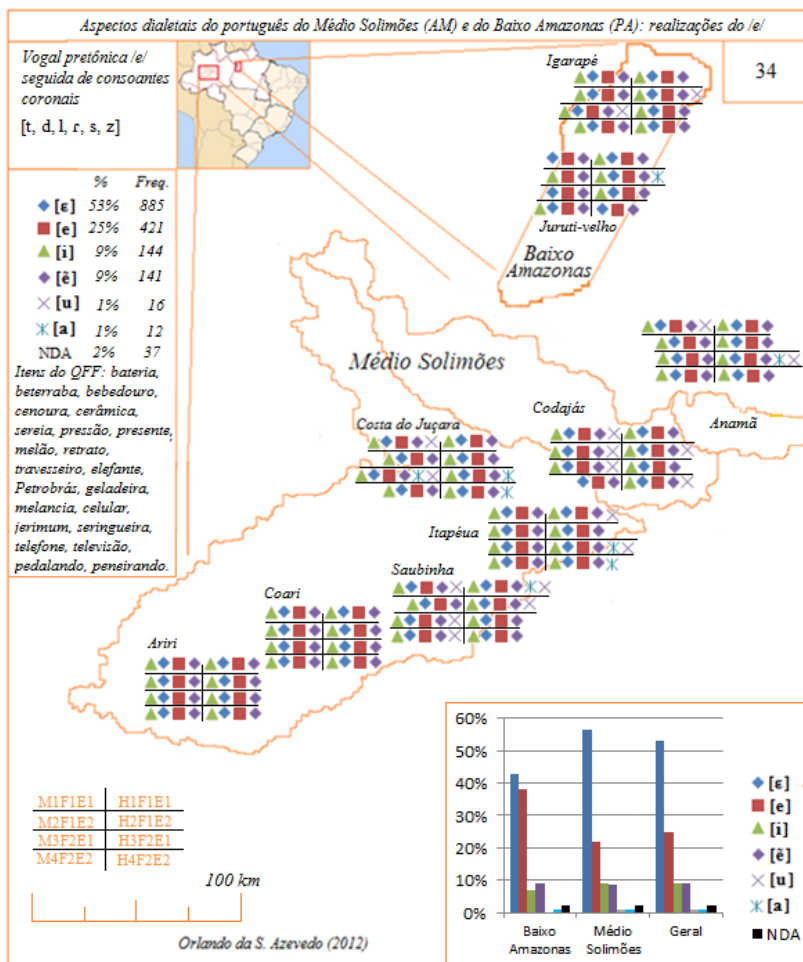 Aspectos dialetais do português do Médio Solimões (AM) e do Baixo Amazonas (PA): realizações do /e/
Vogal pretônica /e/
seguida de consoantes
coronais
[t, d, l, ɾ, s, z]
34
% Freq.
[ɛ] 53% 885
[e] 25% 421
[i] 9% 144
[ẽ] 9% 141
[u] 1% 16
[a] 1% 12
NDA 2% 37
Itens do QFF: bateria,
beterraba, bebedouro,
cenoura, cerâmica,
sereia, pressão, presente,
melão, retrato,
travesseiro, elefante,
Petrobrás, geladeira,
melancia, celular,
jerimum, seringueira,
telefone, televisão,
pedalando, peneirando.
Igarapé
Juruti-velho
Baixo
Amazonas
Médio Solimões
Costa do Juçara
Codajás
Anamã
Itapéua
Saubinha
Coari
Ariri
M1F1E1 H1F1E1
M2F1E2 H2F1E2
M3F2E1 H3F2E1
M4F2E2 H4F2E2
100 km
Orlando da S. Azevedo (2012)
60%
50%
40%
30%
20%
10%
0%
Baixo
Amazonas
Médio
Solimões
Geral
[ɛ]
[e]
[i]
[ẽ]
[u]
[a]
NDA